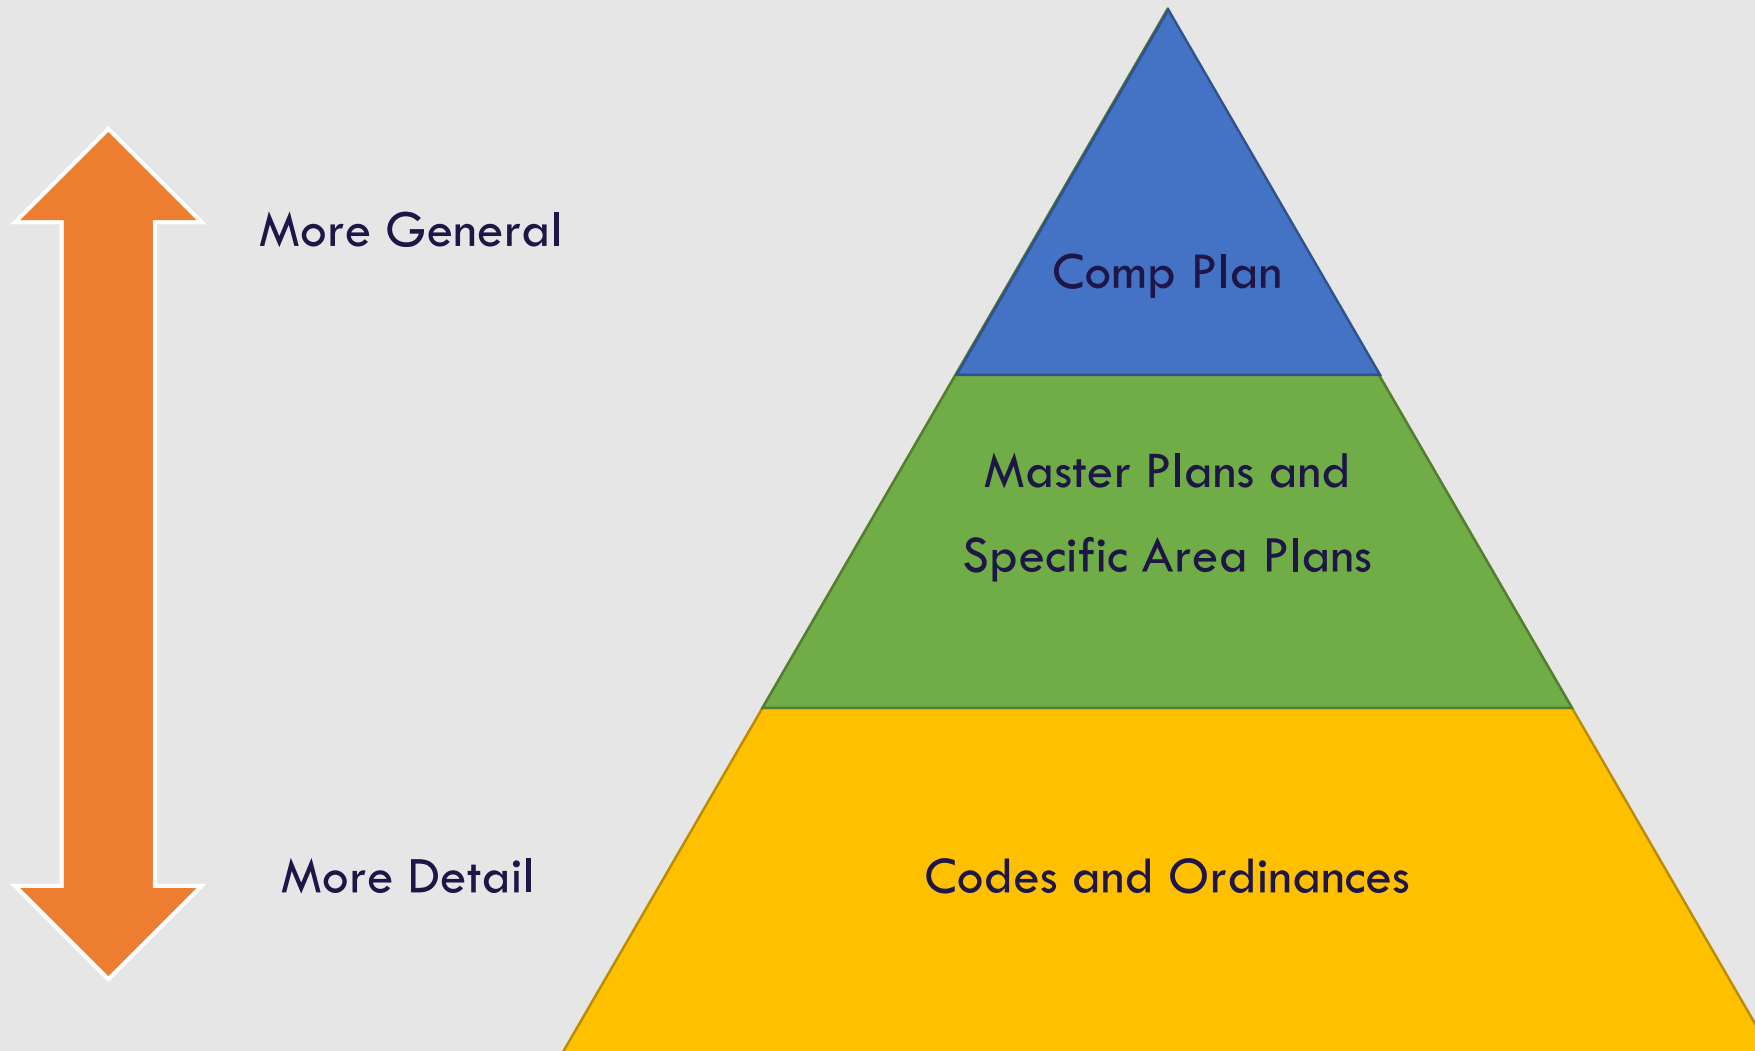 More General
Comp Plan
Master Plans and
Specific Area Plans
More Detail
Codes and Ordinances